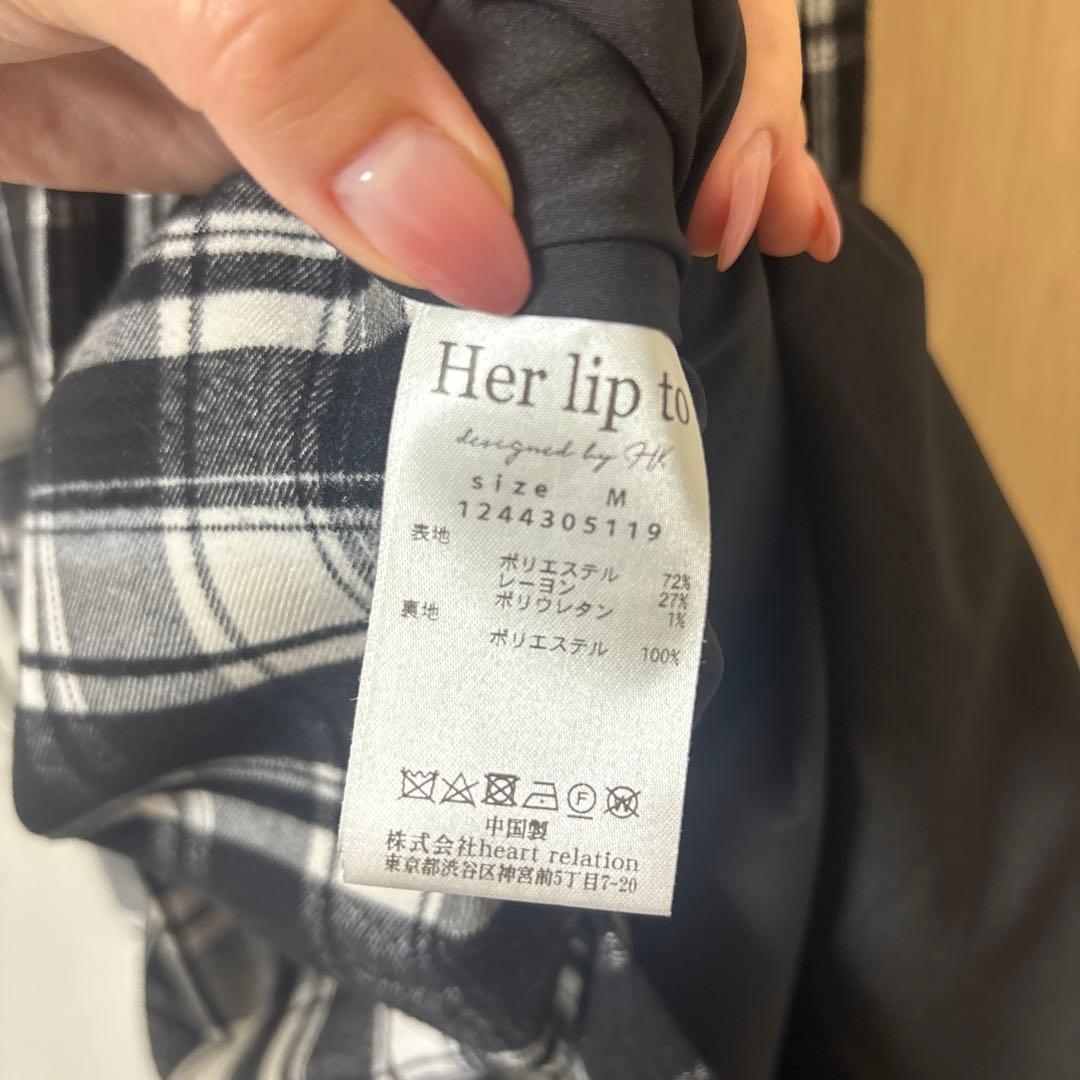 Her lip to
designed by HK
size M
1244305119
表地
ポリエステル 72%
レーヨン 27%
ポリウレタン 1%
裏地
ポリエステル 100%
F
W
中国製
株式会社heart relation
東京都渋谷区神宮前5丁目7-20